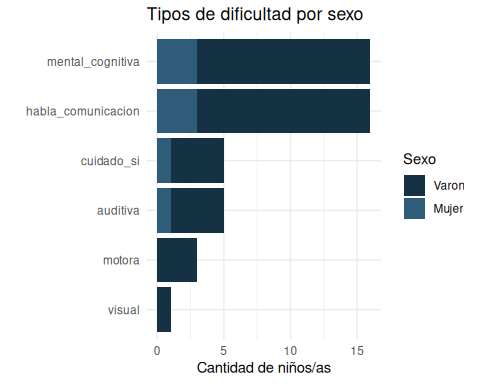 Tipos de dificultad por sexo
mental_cognitiva
habla_comunicacion
cuidado_si
auditiva
motora
visual
0 5 10 15
Cantidad de niños/as
Sexo
Varon
Mujer